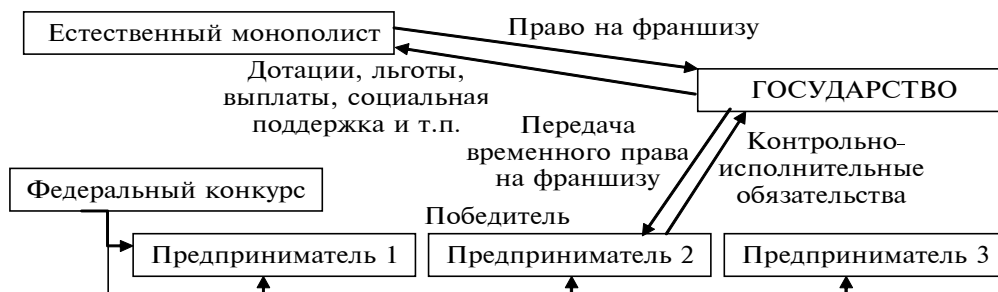 Естественный монополист
Право на франшизу
Дотации, льготы,
выплаты, социальная
поддержка и т.п.
ГОСУДАРСТВО
Передача
временного права
на франшизу
Контрольно-
исполнительные
обязательства
Федеральный конкурс
Победитель
Предприниматель 1
Предприниматель 2
Предприниматель 3